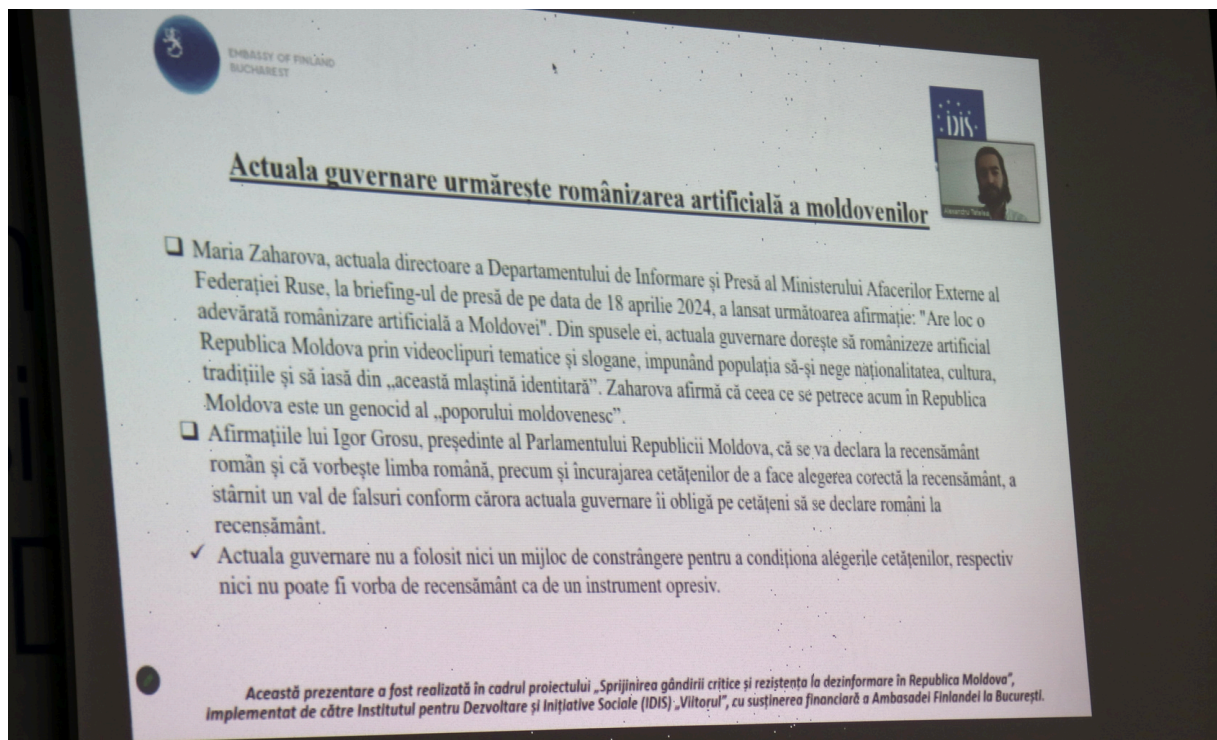 EMBASSY OF FINLAND
BUCHAREST
iDIS
Actuala guvernare urmărește românizarea artificială a moldovenilor
Maria Zaharova, actuala directoare a Departamentului de Informare și Presă al Ministerului Afacerilor Externe al
Federației Ruse, la briefing-ul de presă de pe data de 18 aprilie 2024, a lansat următoarea afirmație: "Are loc o
adevărată românizare artificială a Moldovei". Din spusele ei, actuala guvernare dorește să românizeze artificial
Republica Moldova prin videoclipuri tematice și slogane, impunând populația să-și nege naționalitatea, cultura,
tradițiile și să iasă din „această mlaștină identitară”. Zaharova afirmă că ceea ce se petrece acum în Republica
Moldova este un genocid al „poporului moldovenesc”.
Afirmațiile lui Igor Grosu, președinte al Parlamentului Republicii Moldova, că se va declara la recensământ
român și că vorbește limba română, precum și încurajarea cetățenilor de a face alegerea corectă la recensământ, a
stârnit un val de falsuri conform cărora actuala guvernare îi obligă pe cetățeni să se declare români la
recensământ.
✓ Actuala guvernare nu a folosit nici un mijloc de constrângere pentru a condiționa alegerile cetățenilor, respectiv
nici nu poate fi vorba de recensământ ca de un instrument opresiv.
Această prezentare a fost realizată în cadrul proiectului „Sprijinirea gândirii critice și rezistența la dezinformare în Republica Moldova”,
implementat de către Institutul pentru Dezvoltare și Inițiative Sociale (IDIS) „Viitorul”, cu susținerea financiară a Ambasadei Finlandei la București.